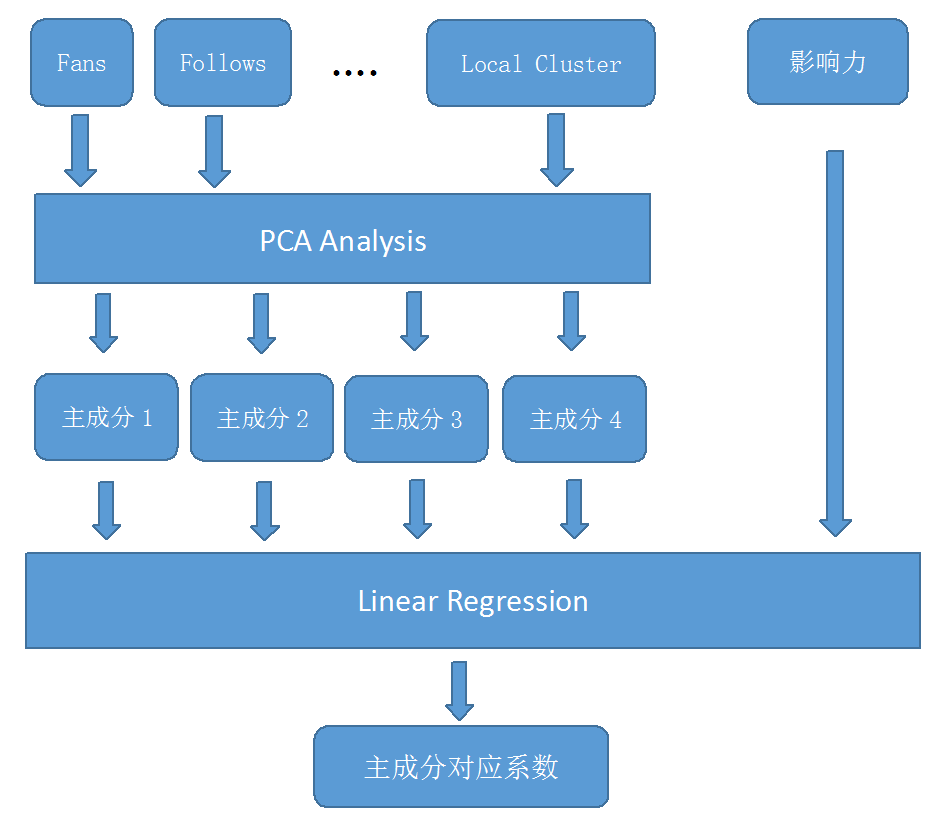 Fans
Follows
....
Local Cluster
影响力
PCA Analysis
主成分1
主成分2
主成分3
主成分4
Linear Regression
主成分对应系数